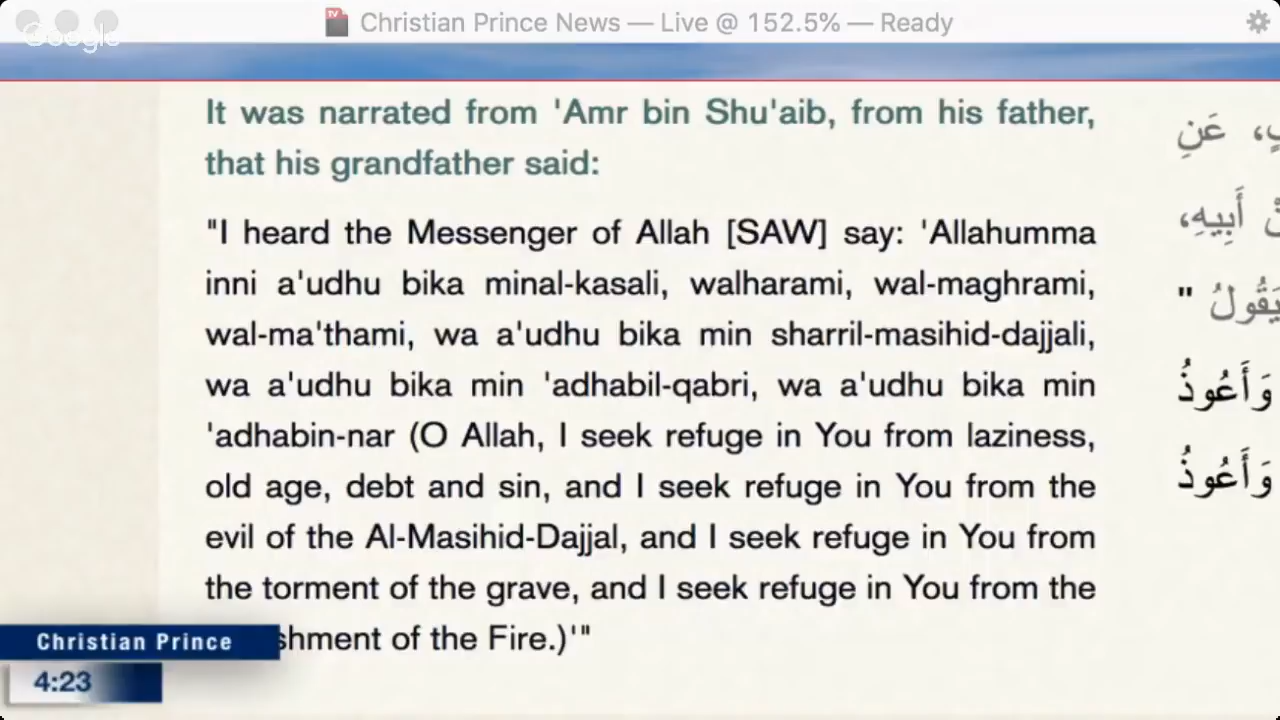 Christian Prince News — Live @ 152.5% — Ready
Google
It was narrated from 'Amr bin Shu'aib, from his father,
that his grandfather said:
"I heard the Messenger of Allah [SAW] say: 'Allahumma
inni a'udhu bika minal-kasali, walharami, wal-maghrami,
wal-ma'thami, wa a'udhu bika min sharril-masihid-dajjali,
wa a'udhu bika min 'adhabil-qabri, wa a'udhu bika min
'adhabin-nar (O Allah, I seek refuge in You from laziness,
old age, debt and sin, and I seek refuge in You from the
evil of the Al-Masihid-Dajjal, and I seek refuge in You from
the torment of the grave, and I seek refuge in You from the
shment of the Fire.)'"
عَنِ
أَبِيهِ،
يَقُولُ "
وَأَعُوذُ
وَأَعُوذُ
Christian Prince
4:23